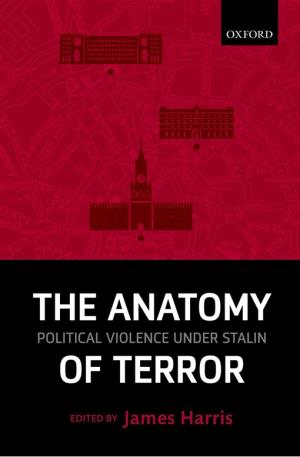 OXFORD
THE ANATOMY
POLITICAL VIOLENCE UNDER STALIN
OF TERROR
EDITED BY James Harris